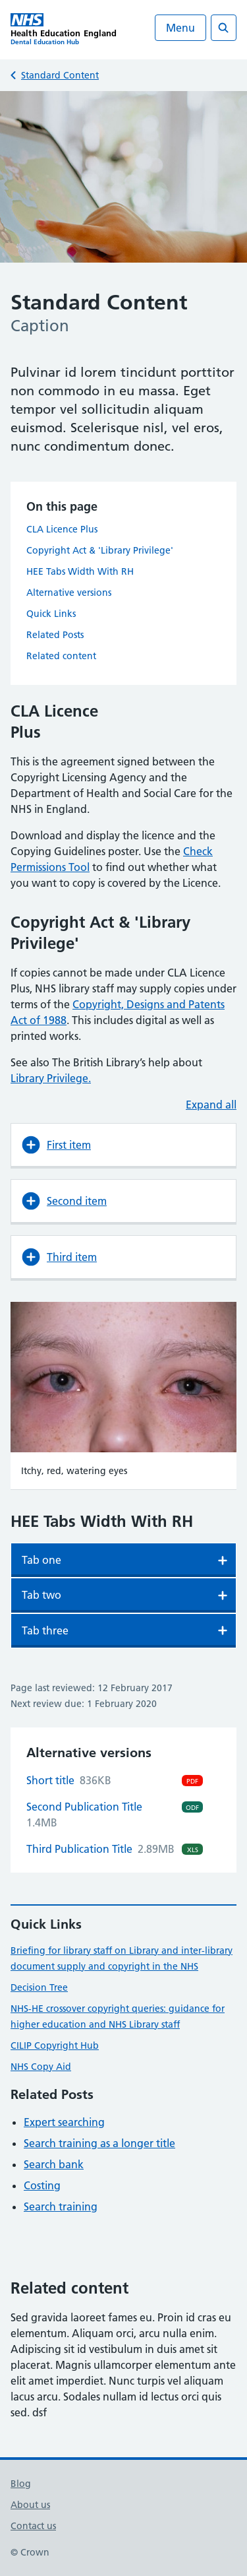 NHS
Health Education England
Dental Education Hub
Menu
Standard Content
Standard Content
Caption
Pulvinar id lorem tincidunt porttitor
non commodo in eu massa. Eget
tempor vel sollicitudin aliquam
euismod. Scelerisque nisl, vel eros,
nunc condimentum donec.
On this page
CLA Licence Plus
Copyright Act & 'Library Privilege'
HEE Tabs Width With RH
Alternative versions
Quick Links
Related Posts
Related content
CLA Licence
Plus
This is the agreement signed between the
Copyright Licensing Agency and the
Department of Health and Social Care for the
NHS in England.
Download and display the licence and the
Copying Guidelines poster. Use the Check
Permissions Tool to find out whether what
you want to copy is covered by the Licence.
Copyright Act & 'Library
Privilege'
If copies cannot be made under CLA Licence
Plus, NHS library staff may supply copies under
terms of the Copyright, Designs and Patents
Act of 1988. This includes digital as well as
printed works.
See also The British Library’s help about
Library Privilege.
Expand all
First item
Second item
Third item
Itchy, red, watering eyes
HEE Tabs Width With RH
Tab one
Tab two
Tab three
Page last reviewed: 12 February 2017
Next review due: 1 February 2020
Alternative versions
Short title 836KB PDF
Second Publication Title ODF
1.4MB
Third Publication Title 2.89MB XLS
Quick Links
Briefing for library staff on Library and inter-library
document supply and copyright in the NHS
Decision Tree
NHS-HE crossover copyright queries: guidance for
higher education and NHS Library staff
CILIP Copyright Hub
NHS Copy Aid
Related Posts
Expert searching
Search training as a longer title
Search bank
Costing
Search training
Related content
Sed gravida laoreet fames eu. Proin id cras eu
elementum. Aliquam orci, arcu nulla enim.
Adipiscing sit id vestibulum in duis amet sit
placerat. Magnis ullamcorper elementum ante
elit amet imperdiet. Nunc turpis vel aliquam
lacus arcu. Sodales nullam id lectus orci quis
sed. dsf
Blog
About us
Contact us
© Crown